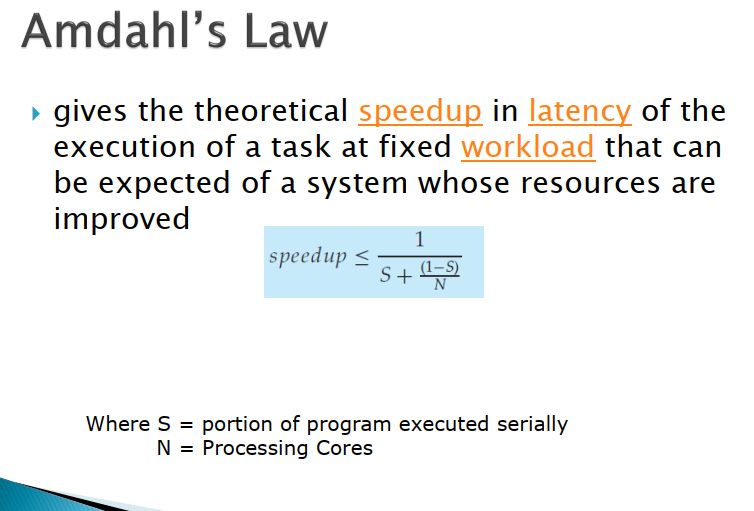 Amdahl's Law
gives the theoretical speedup in latency of the
execution of a task at fixed workload that can
be expected of a system whose resources are
improved
speedup ≤ 1 / (S + (1−S)/N)
Where S = portion of program executed serially
N = Processing Cores